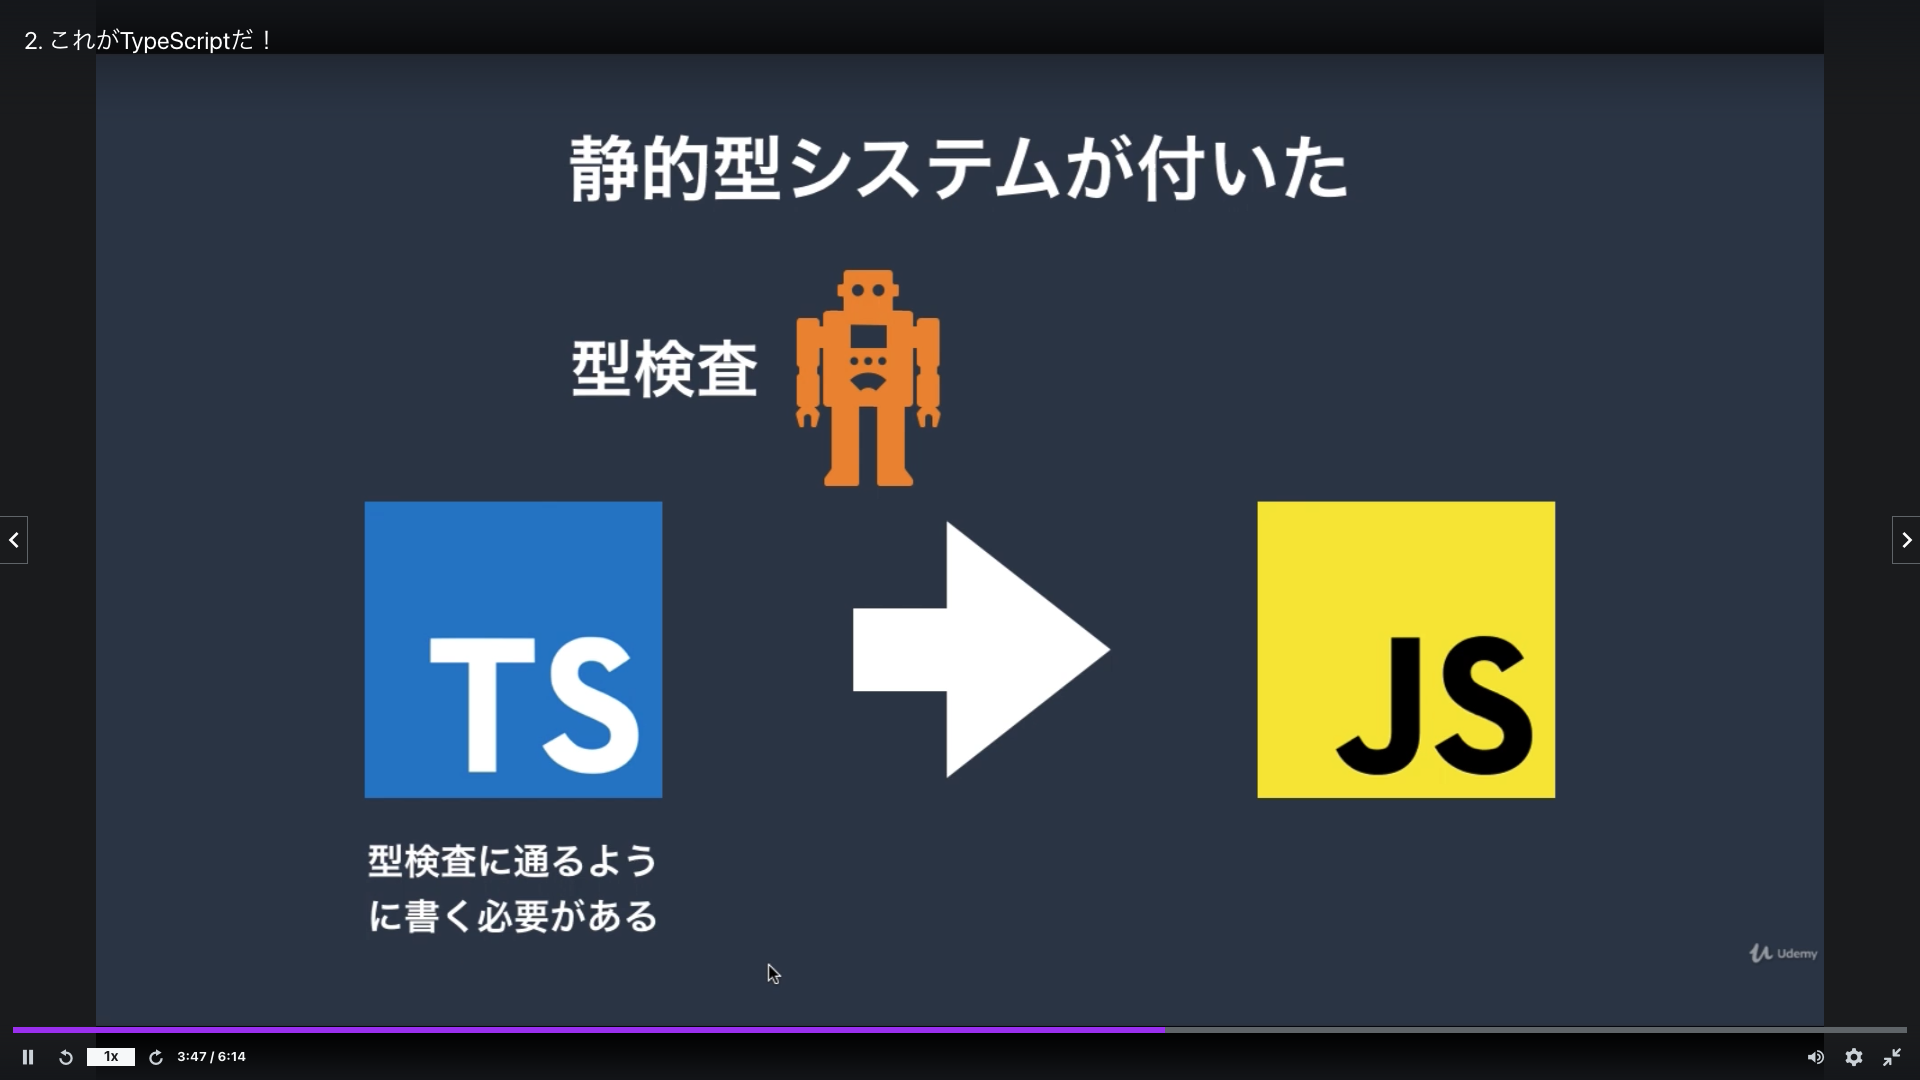 2. これがTypeScriptだ！
静的型システムが付いた
型検査
TS
JS
型検査に通るよう
に書く必要がある
Udemy
1x
3:47 / 6:14